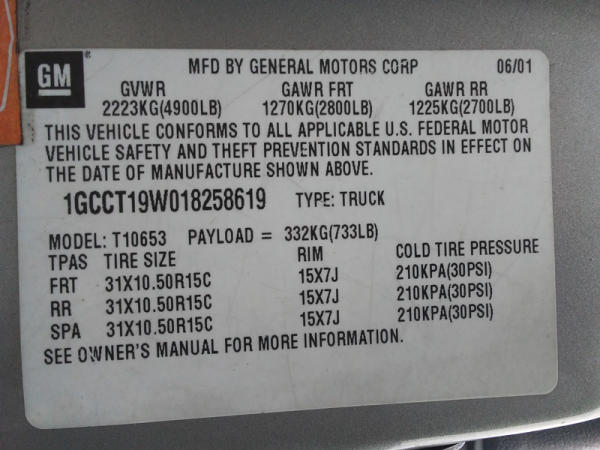 GM
MFD BY GENERAL MOTORS CORP 06/01
GVWR GAWR FRT GAWR RR
2223KG(4900LB) 1270KG(2800LB) 1225KG(2700LB)
THIS VEHICLE CONFORMS TO ALL APPLICABLE U.S. FEDERAL MOTOR
VEHICLE SAFETY AND THEFT PREVENTION STANDARDS IN EFFECT ON
THE DATE OF MANUFACTURE SHOWN ABOVE.
1GCCT19W018258619 TYPE: TRUCK
MODEL: T10653 PAYLOAD = 332KG(733LB)
TPAS TIRE SIZE RIM COLD TIRE PRESSURE
FRT 31X10.50R15C 15X7J 210KPA(30PSI)
RR 31X10.50R15C 15X7J 210KPA(30PSI)
SPA 31X10.50R15C 15X7J 210KPA(30PSI)
SEE OWNER'S MANUAL FOR MORE INFORMATION.